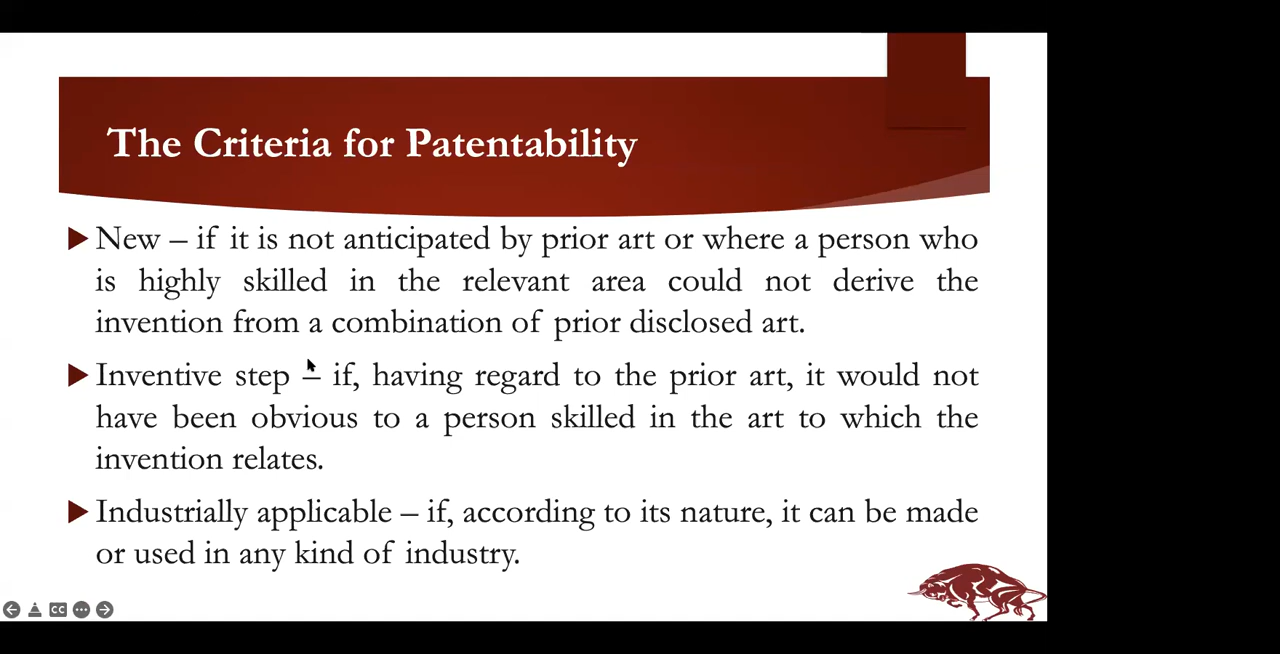 The Criteria for Patentability
New – if it is not anticipated by prior art or where a person who
is highly skilled in the relevant area could not derive the
invention from a combination of prior disclosed art.
Inventive step – if, having regard to the prior art, it would not
have been obvious to a person skilled in the art to which the
invention relates.
Industrially applicable – if, according to its nature, it can be made
or used in any kind of industry.
CC